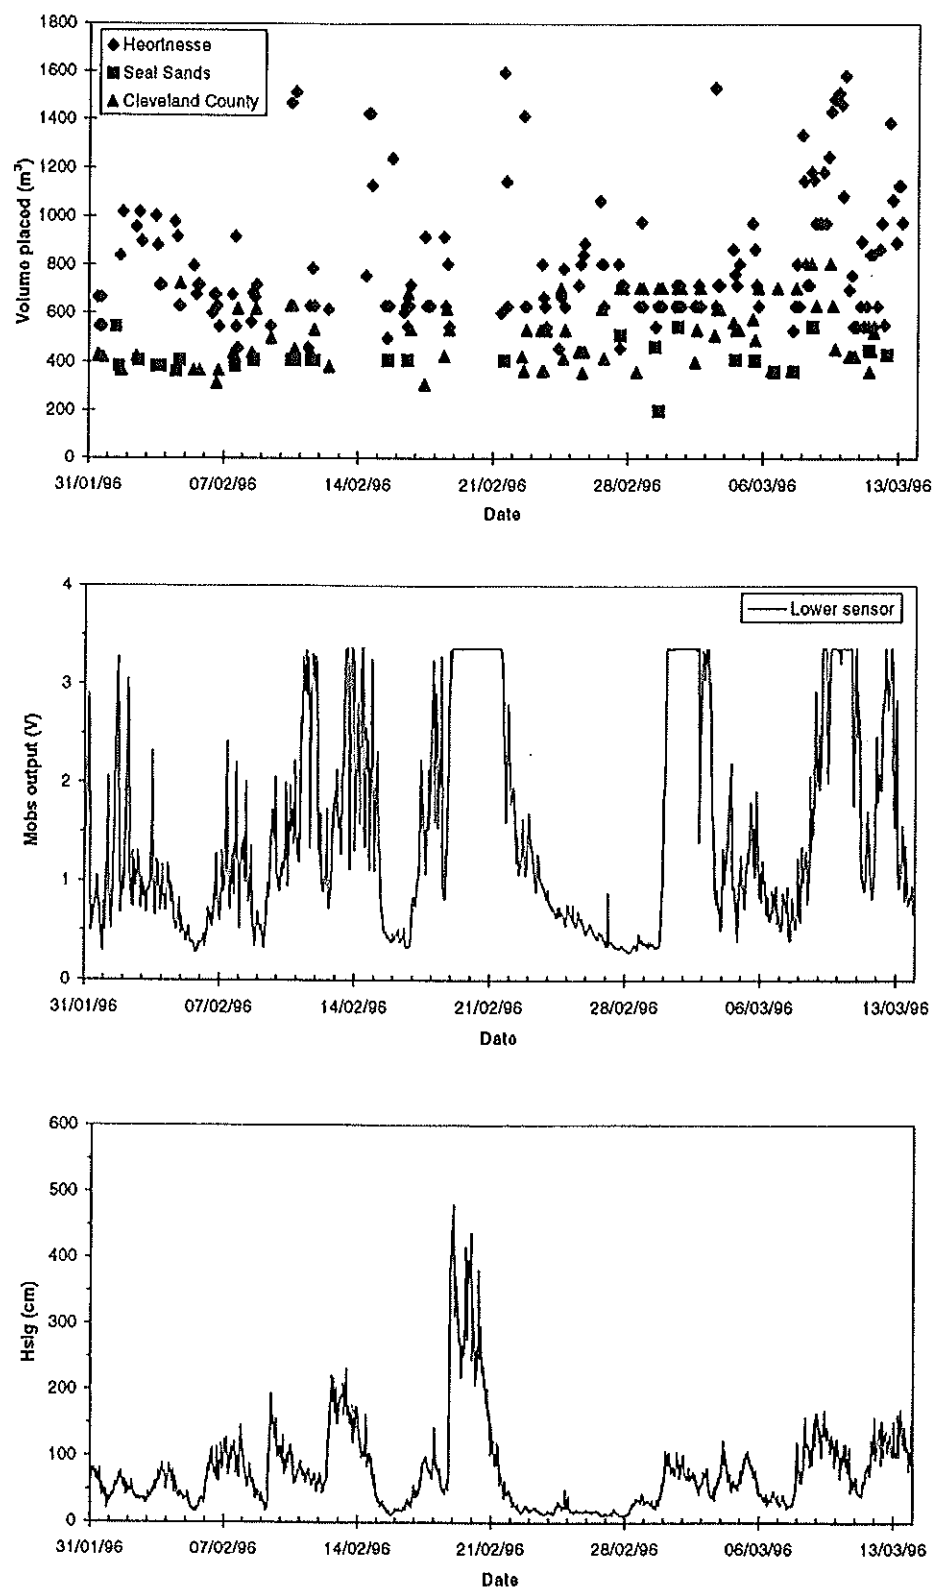 1800
1600
1400
1200
1000
800
600
400
200
0
Volume placed (m³)
Heortnesse
Seal Sands
Cleveland County
31/01/96 07/02/96 14/02/96 21/02/96 28/02/96 06/03/96 13/03/96
Date
4
3
2
1
0
Mobs output (V)
Lower sensor
31/01/96 07/02/96 14/02/96 21/02/96 28/02/96 06/03/96 13/03/96
Date
600
500
400
300
200
100
0
Hsig (cm)
31/01/96 07/02/96 14/02/96 21/02/96 28/02/96 06/03/96 13/03/96
Date